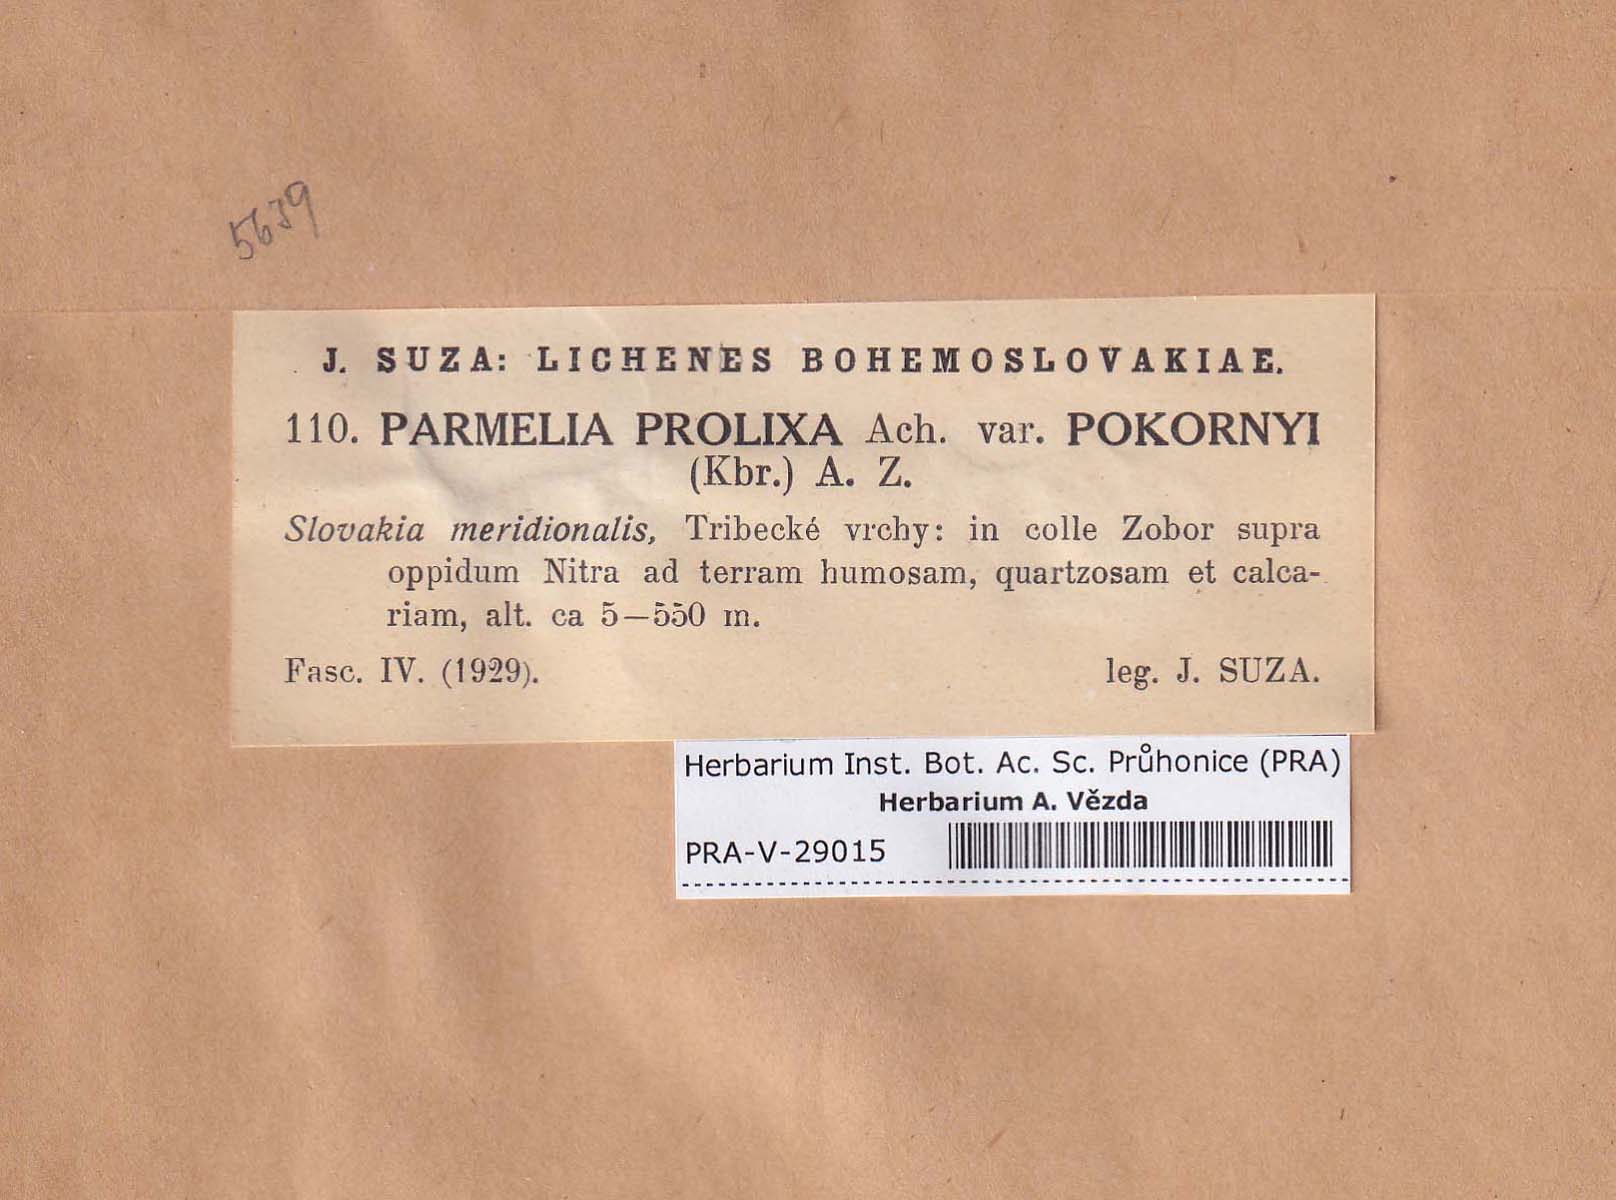 5639
J. SUZA: LICHENES BOHEMOSLOVAKIAE.
110. PARMELIA PROLIXA Ach. var. POKORNYI
(Kbr.) A. Z.
Slovakia meridionalis, Tribecké vrchy: in colle Zobor supra
oppidum Nitra ad terram humosam, quartzosam et calca-
riam, alt. ca 5—550 m.
Fasc. IV. (1929). leg. J. SUZA.
Herbarium Inst. Bot. Ac. Sc. Průhonice (PRA)
Herbarium A. Vězda
PRA-V-29015